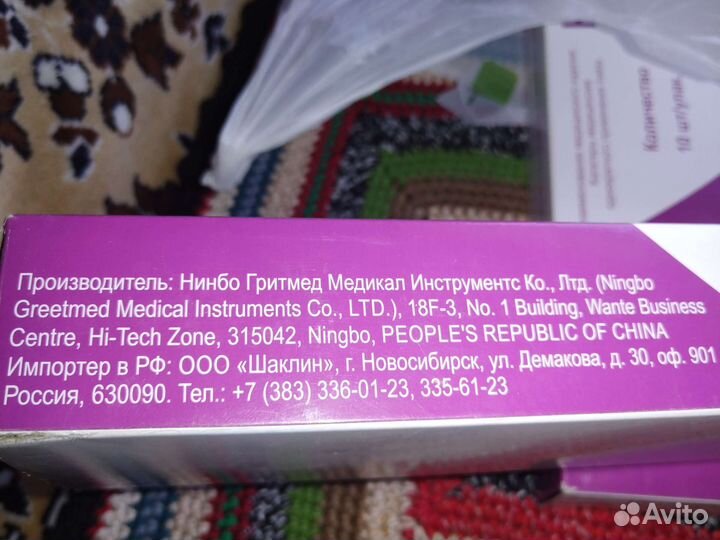 Количество
10 штупак.
Производитель: Нинбо Гритмед Медикал Инструментс Ко., Лтд. (Ningbo
Greetmed Medical Instruments Co., LTD.), 18F-3, No. 1 Building, Wante Business
Centre, Hi-Tech Zone, 315042, Ningbo, PEOPLE'S REPUBLIC OF CHINA
Импортер в РФ: ООО «Шаклин», г. Новосибирск, ул. Демакова, д. 30, оф. 901
Россия, 630090. Тел.: +7 (383) 336-01-23, 335-61-23
Avito